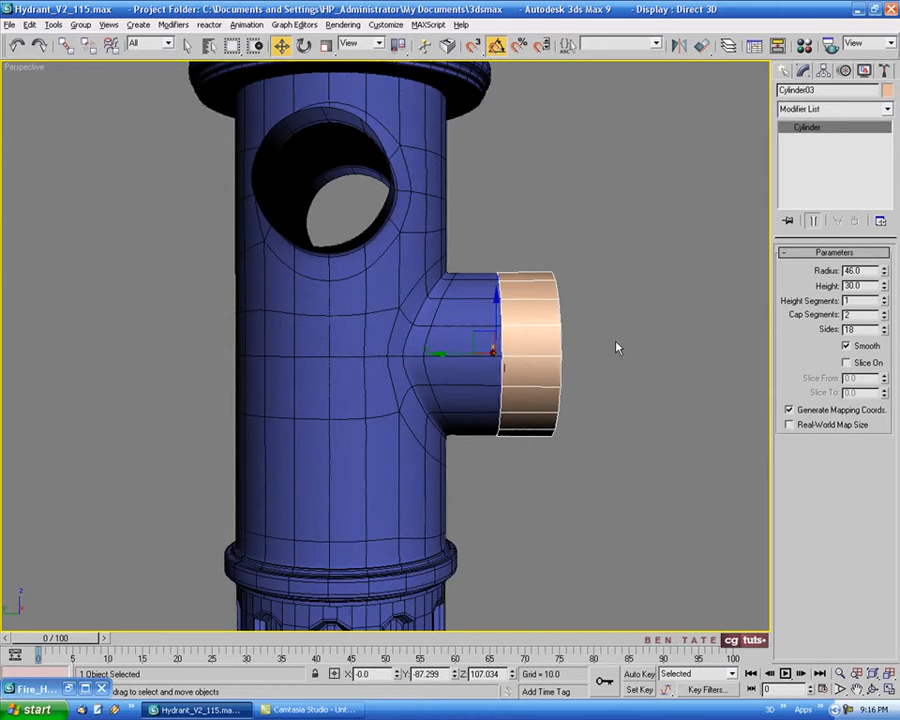 Hydrant_V2_115.max - Project Folder: C:\Documents and Settings\HP_Administrator\My Documents\3dsmax - Autodesk 3ds Max 9 - Display : Direct 3D
File Edit Tools Group Views Create Modifiers reactor Animation Graph Editors Rendering Customize MAXScript Help
All View View
Perspective
Cylinder03
Modifier List
Cylinder
- Parameters
Radius: 46.0
Height: 30.0
Height Segments: 1
Cap Segments: 2
Sides: 18
Smooth
Slice On
Slice From: 0.0
Slice To: 0.0
Generate Mapping Coords.
Real-World Map Size
z
BEN TATE cg tuts+
0 / 100
0 5 10 15 20 25 30 35 40 45 50 55 60 65 70 75 80 85 90 95 100
1 Object Selected X: -0.0 Y: -87.299 Z: 107.034 Grid = 10.0 Auto Key Selected
drag to select and move objects Add Time Tag Set Key Key Filters... 0
Fire_H...
start Hydrant_V2_115.ma... Camtasia Studio - Unt... 3D Apps 9:16 PM